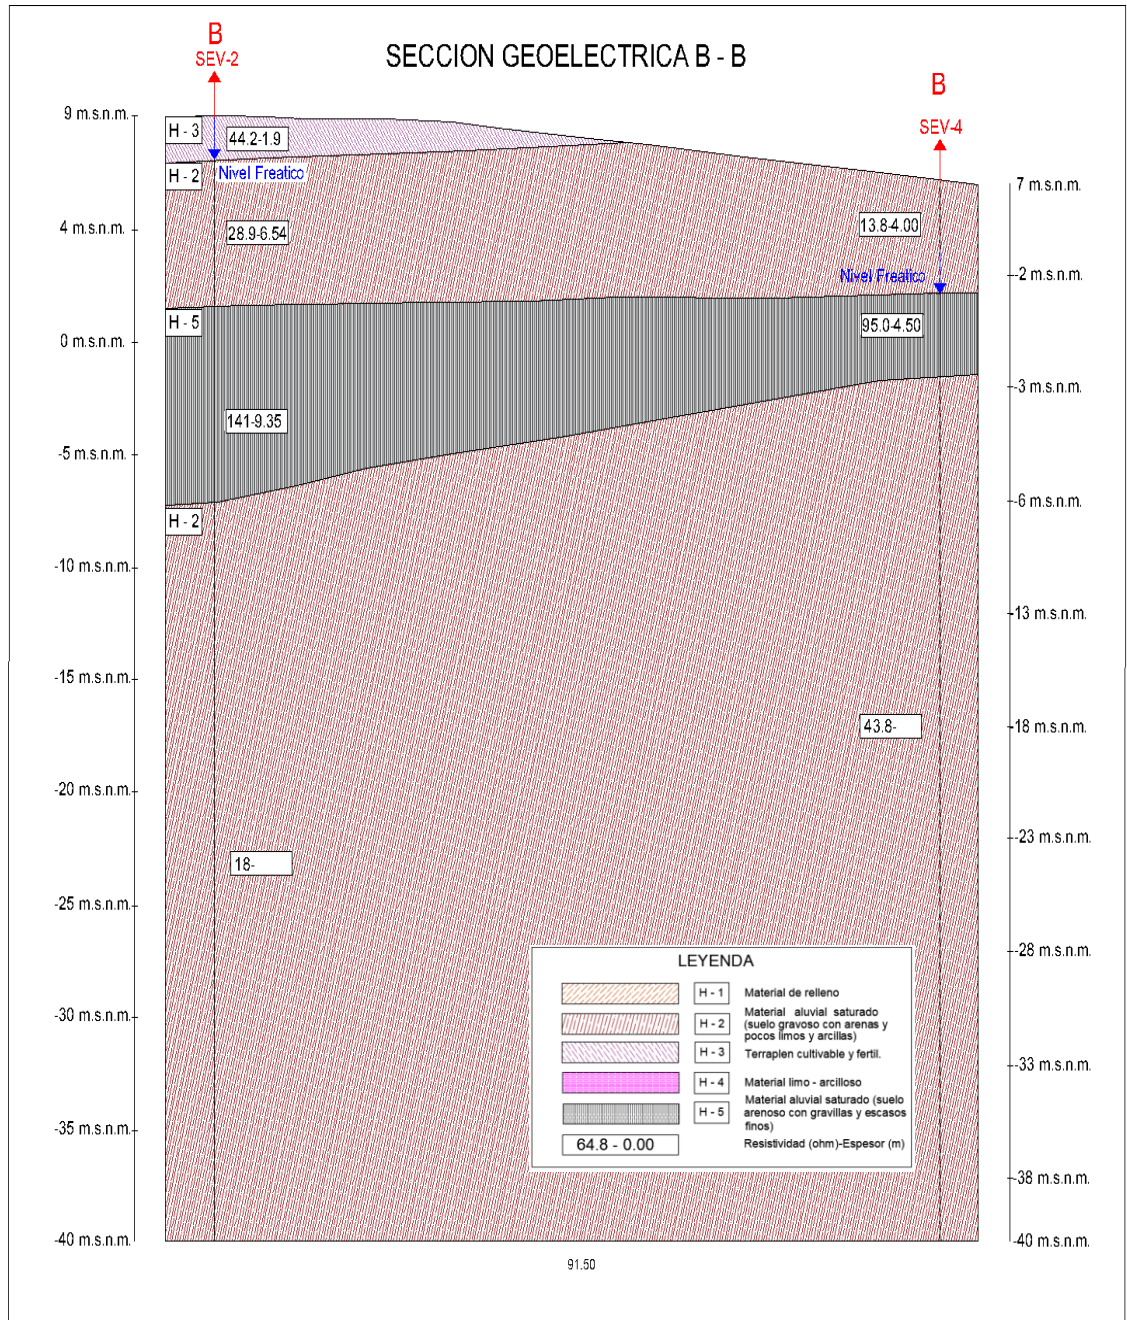 B
SEV-2
SECCION GEOELECTRICA B - B
B
SEV-4
9 m.s.n.m.
4 m.s.n.m.
0 m.s.n.m.
-5 m.s.n.m.
-10 m.s.n.m.
-15 m.s.n.m.
-20 m.s.n.m.
-25 m.s.n.m.
-30 m.s.n.m.
-35 m.s.n.m.
-40 m.s.n.m.
H - 3
44.2-1.9
H - 2
Nivel Freatico
28.9-6.54
H - 5
141-9.35
H - 2
18-
13.8-4.00
Nivel Freatico
95.0-4.50
43.8-
7 m.s.n.m.
-2 m.s.n.m.
-3 m.s.n.m.
-6 m.s.n.m.
-13 m.s.n.m.
-18 m.s.n.m.
-23 m.s.n.m.
-28 m.s.n.m.
-33 m.s.n.m.
-38 m.s.n.m.
-40 m.s.n.m.
LEYENDA
H - 1 Material de relleno
H - 2 Material aluvial saturado
(suelo gravoso con arenas y
pocos limos y arcillas)
H - 3 Terraplen cultivable y fertil.
H - 4 Material limo - arcilloso
H - 5 Material aluvial saturado (suelo
arenoso con gravillas y escasos
finos)
64.8 - 0.00 Resistividad (ohm)-Espesor (m)
91.50